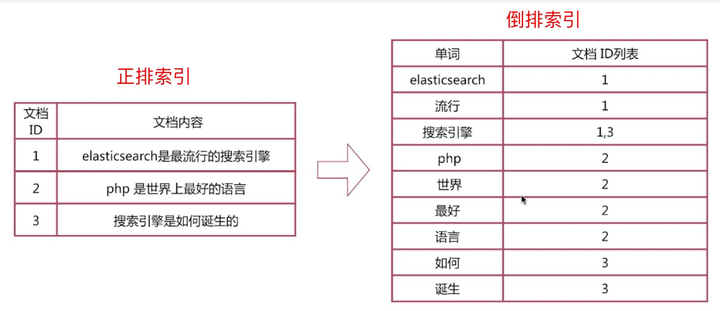 正排索引
文档
ID
文档内容
1
elasticsearch是最流行的搜索引擎
2
php 是世界上最好的语言
3
搜索引擎是如何诞生的
倒排索引
单词
文档 ID列表
elasticsearch
1
流行
1
搜索引擎
1,3
php
2
世界
2
最好
2
语言
2
如何
3
诞生
3